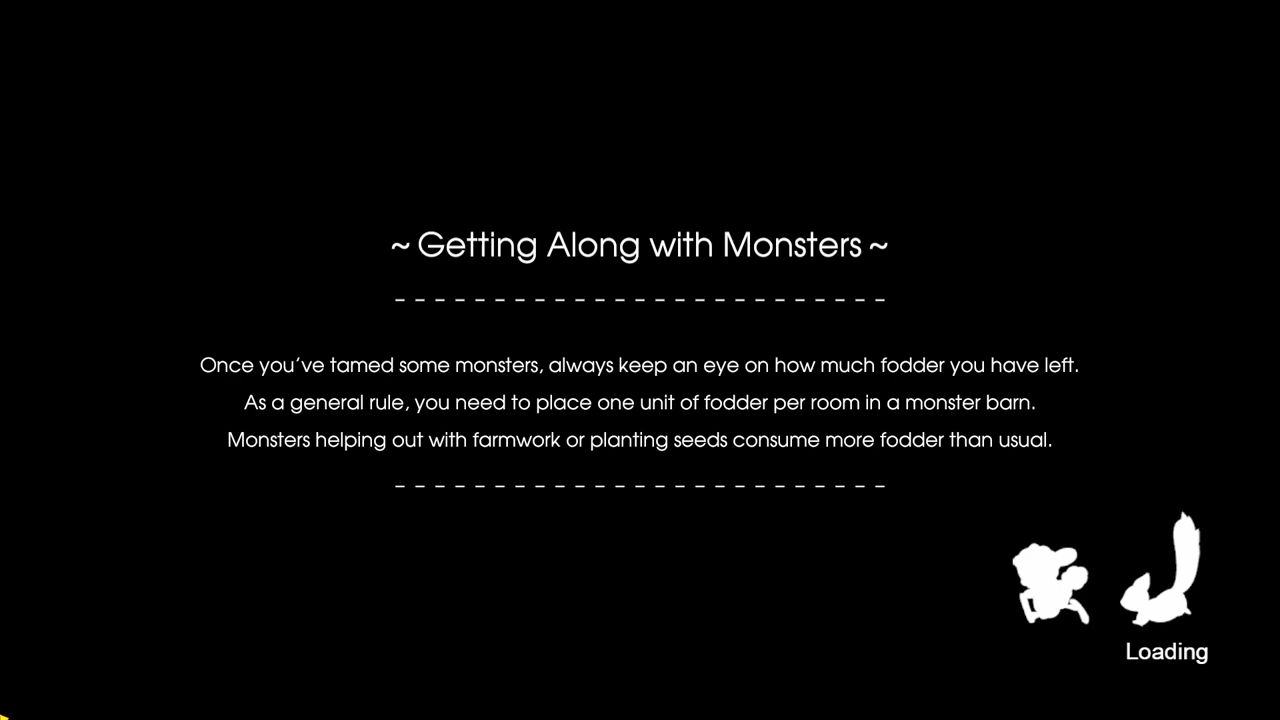 ~ Getting Along with Monsters ~
Once you've tamed some monsters, always keep an eye on how much fodder you have left.
As a general rule, you need to place one unit of fodder per room in a monster barn.
Monsters helping out with farmwork or planting seeds consume more fodder than usual.
Loading